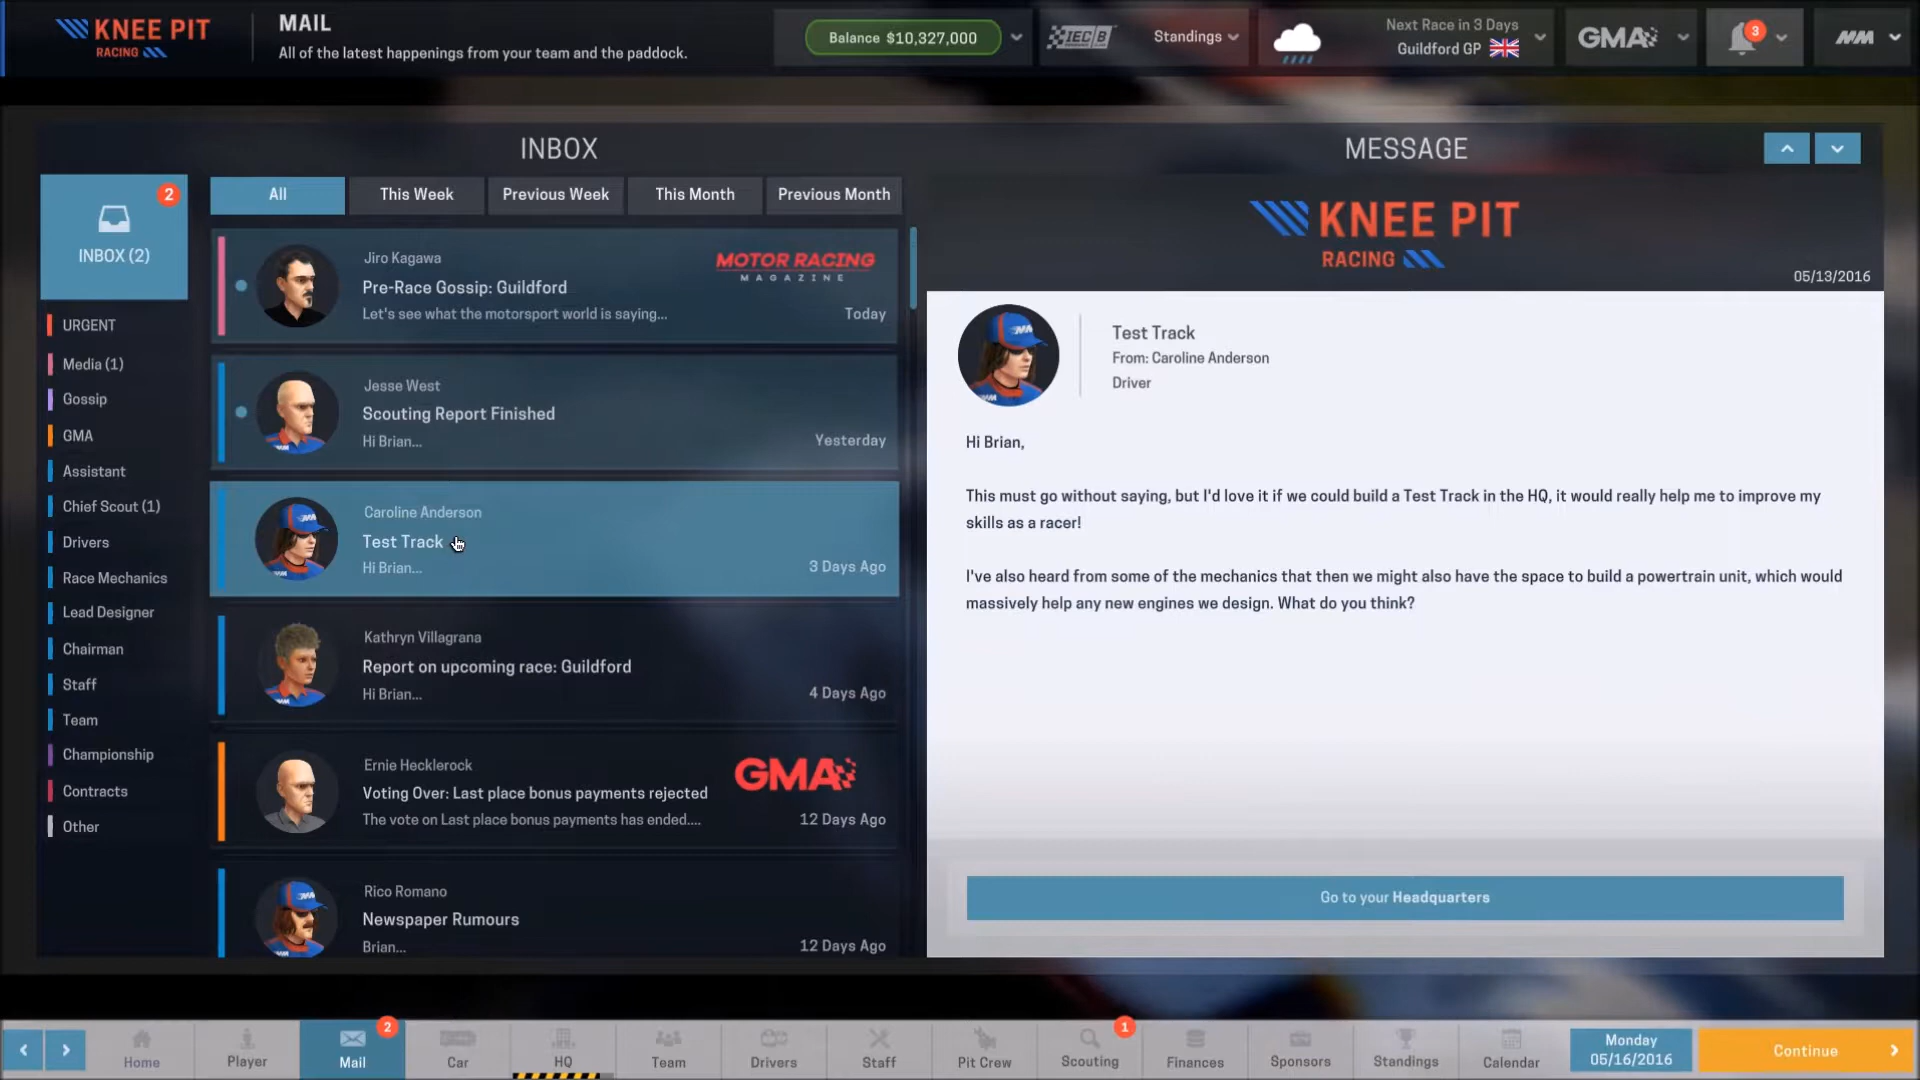 KNEE PIT
RACING
MAIL
All of the latest happenings from your team and the paddock.
Balance $10,327,000
IEC B
Standings
Next Race in 3 Days
Guildford GP
GMA
3
INBOX
MESSAGE
2
INBOX (2)
All
This Week
Previous Week
This Month
Previous Month
URGENT
Media (1)
Gossip
GMA
Assistant
Chief Scout (1)
Drivers
Race Mechanics
Lead Designer
Chairman
Staff
Team
Championship
Contracts
Other
Jiro Kagawa
Pre-Race Gossip: Guildford
Let's see what the motorsport world is saying...
MOTOR RACING
MAGAZINE
Today
Jesse West
Scouting Report Finished
Hi Brian...
Yesterday
Caroline Anderson
Test Track
Hi Brian...
3 Days Ago
Kathryn Villagrana
Report on upcoming race: Guildford
Hi Brian...
4 Days Ago
Ernie Hecklerock
Voting Over: Last place bonus payments rejected
The vote on Last place bonus payments has ended....
GMA
12 Days Ago
Rico Romano
Newspaper Rumours
Brian...
12 Days Ago
KNEE PIT
RACING
05/13/2016
Test Track
From: Caroline Anderson
Driver
Hi Brian,
This must go without saying, but I'd love it if we could build a Test Track in the HQ, it would really help me to improve my
skills as a racer!
I've also heard from some of the mechanics that then we might also have the space to build a powertrain unit, which would
massively help any new engines we design. What do you think?
Go to your Headquarters
Home
Player
2
Mail
Car
HQ
Team
Drivers
Staff
Pit Crew
1
Scouting
Finances
Sponsors
Standings
Calendar
Monday
05/16/2016
Continue